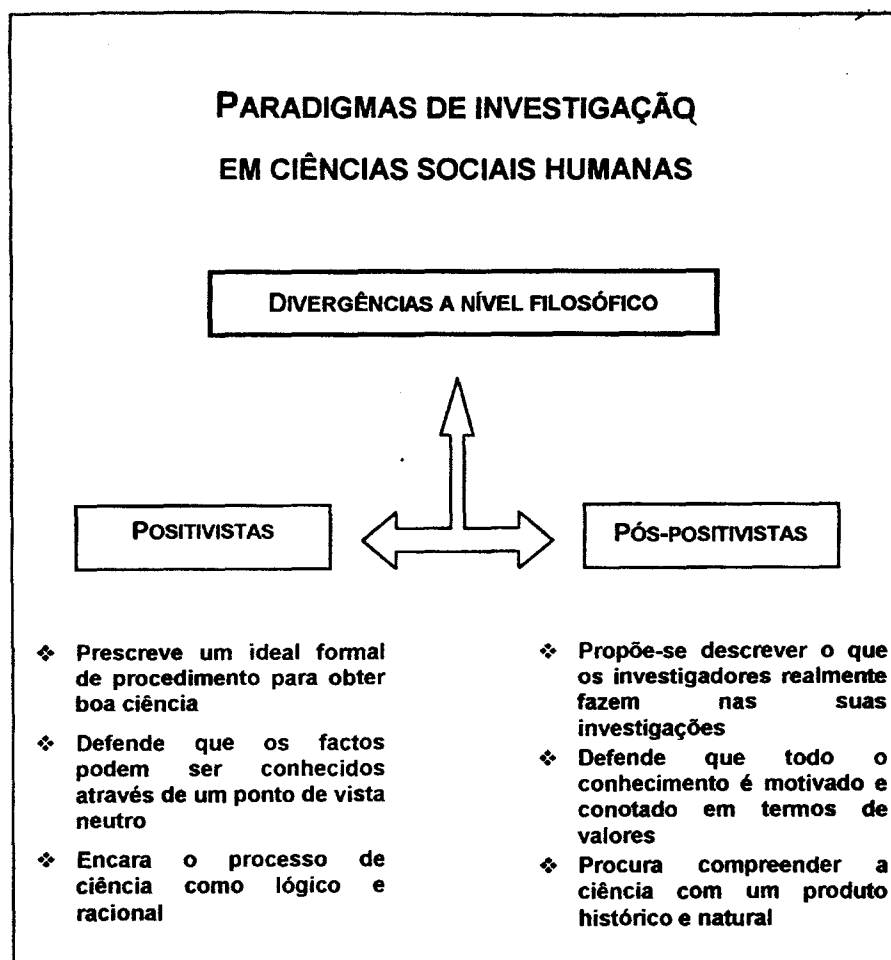 PARADIGMAS DE INVESTIGAÇÃO
EM CIÊNCIAS SOCIAIS HUMANAS
DIVERGÊNCIAS A NÍVEL FILOSÓFICO
POSITIVISTAS
PÓS-POSITIVISTAS
❖ Prescreve um ideal formal
de procedimento para obter
boa ciência
❖ Defende que os factos
podem ser conhecidos
através de um ponto de vista
neutro
❖ Encara o processo de
ciência como lógico e
racional
❖ Propõe-se descrever o que
os investigadores realmente
fazem nas suas
investigações
❖ Defende que todo o
conhecimento é motivado e
conotado em termos de
valores
❖ Procura compreender a
ciência com um produto
histórico e natural